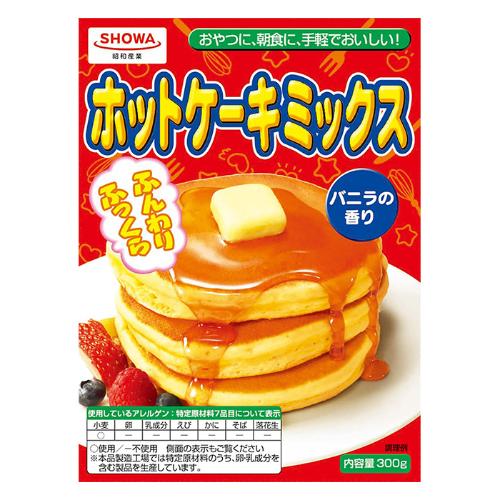 SHOWA
昭和産業
おやつに、朝食に、手軽でおいしい！
ホットケーキミックス
ふんわり
ふっくら
バニラの
香り
使用しているアレルゲン：特定原材料7品目について表示
小麦 卵 乳成分 えび かに そば 落花生
○ － － － － － －
○使用／－不使用 側面の表示もご覧ください
※本品製造工場では特定原材料のうち、卵・乳成分を
含む製品を生産しています。
調理例
内容量 300g